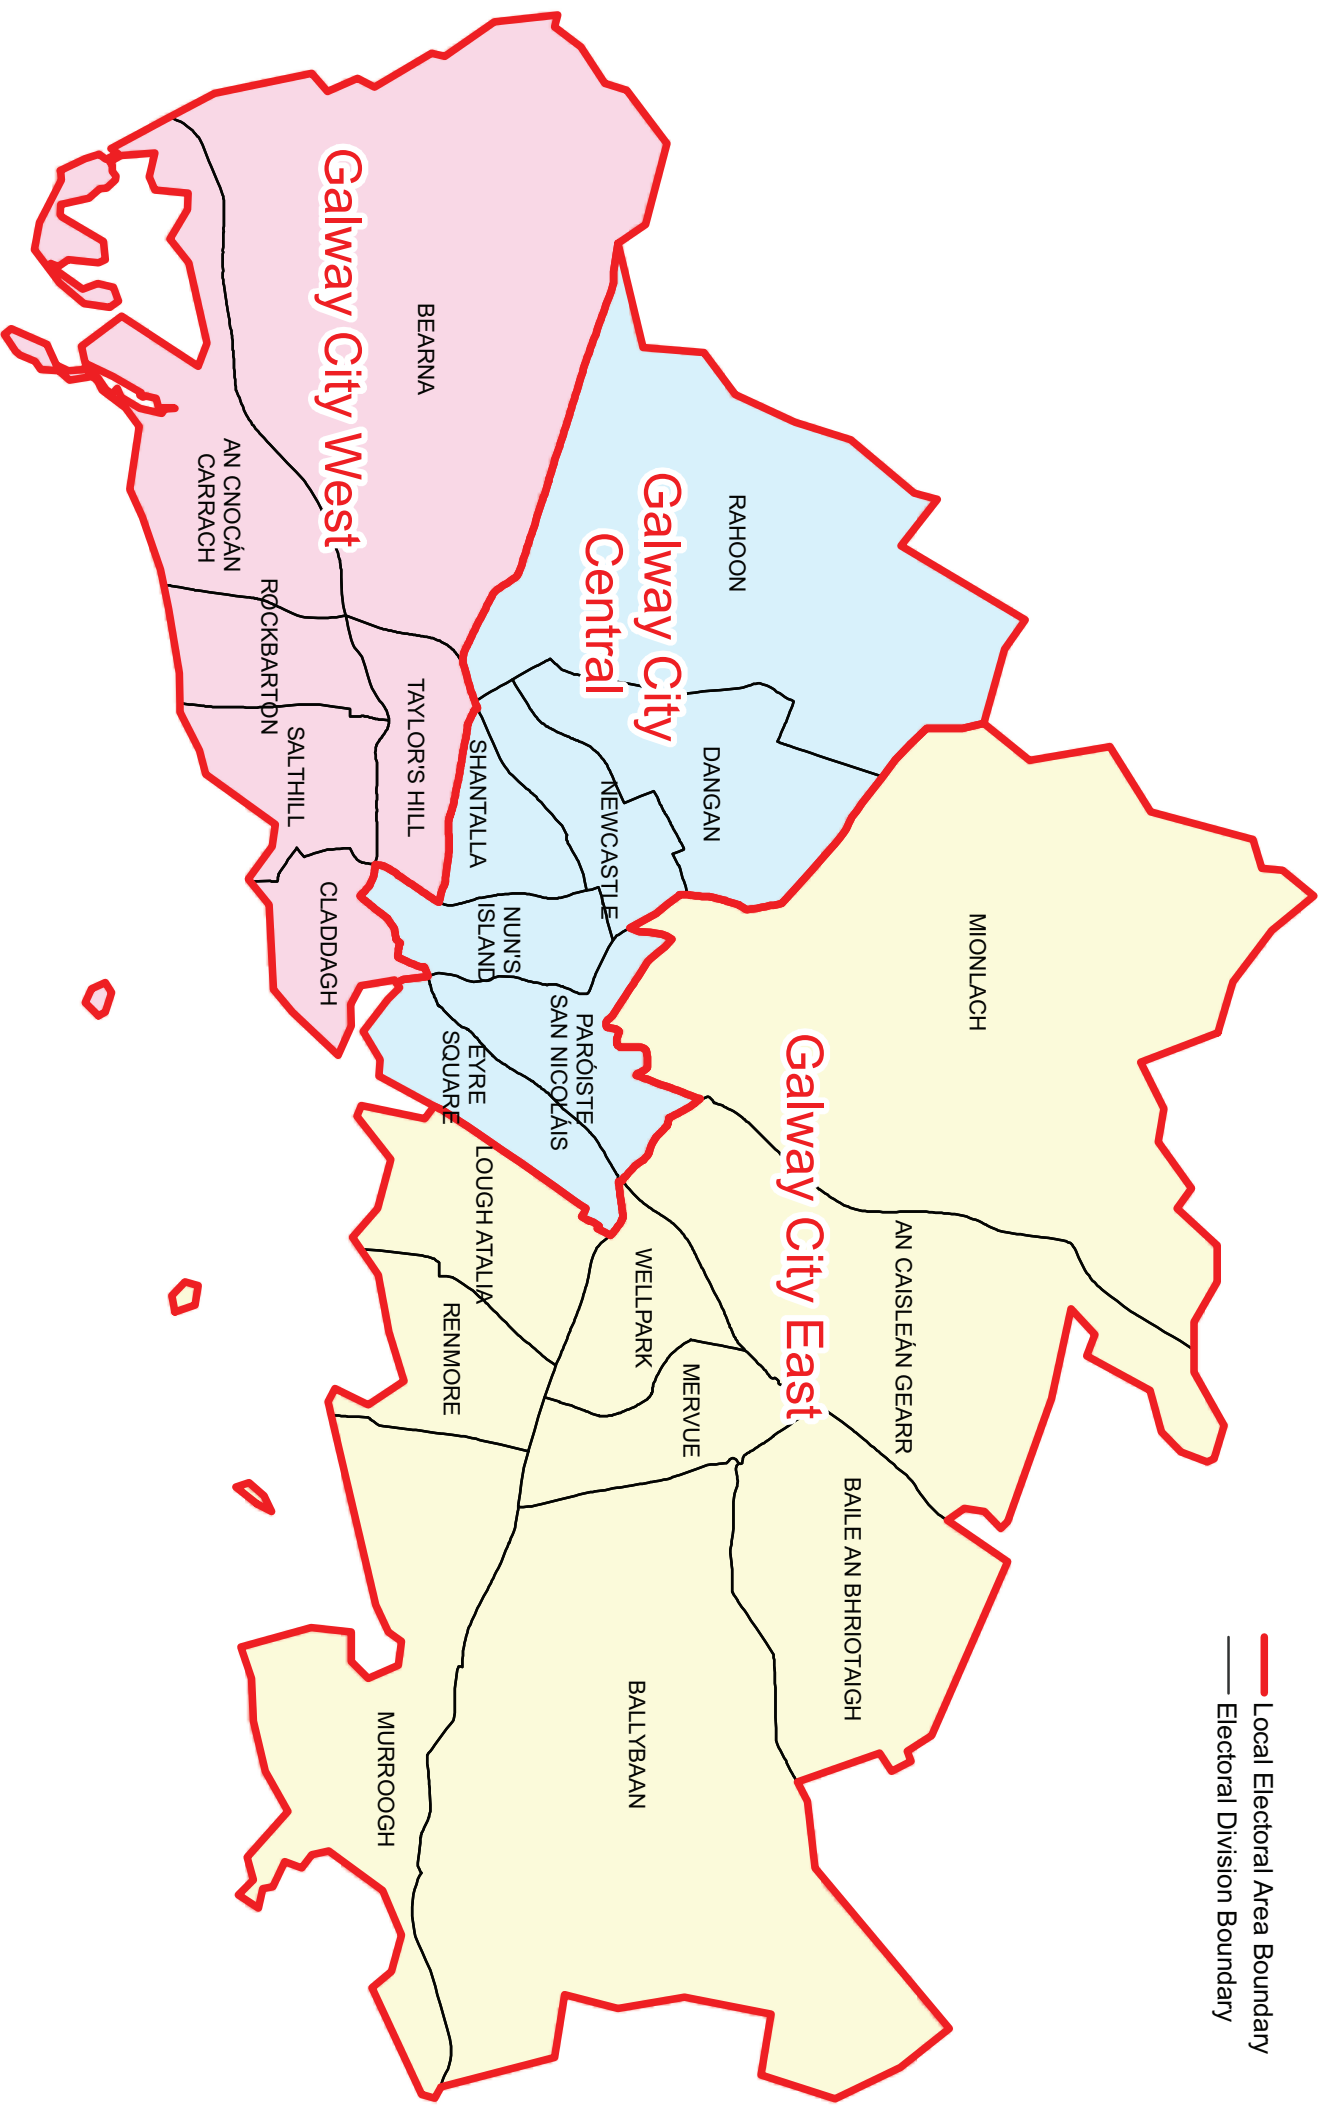 Local Electoral Area Boundary
Electoral Division Boundary
MIONLACH
AN CAISLEÁN GEARR
BAILE AN BHRIOTAIGH
Galway City East
RAHOON
DANGAN
Galway City
Central
NEWCASTLE
MERVUE
WELLPARK
BALLYBAAN
PARÓISTE
SAN NICOLÁIS
NUN'S
ISLAND
SHANTALLA
EYRE
SQUARE
LOUGH ATALIA
RENMORE
BEARNA
TAYLOR'S HILL
MURROOGH
Galway City West
CLADDAGH
SALTHILL
ROCKBARTON
AN CNOCÁN
CARRACH